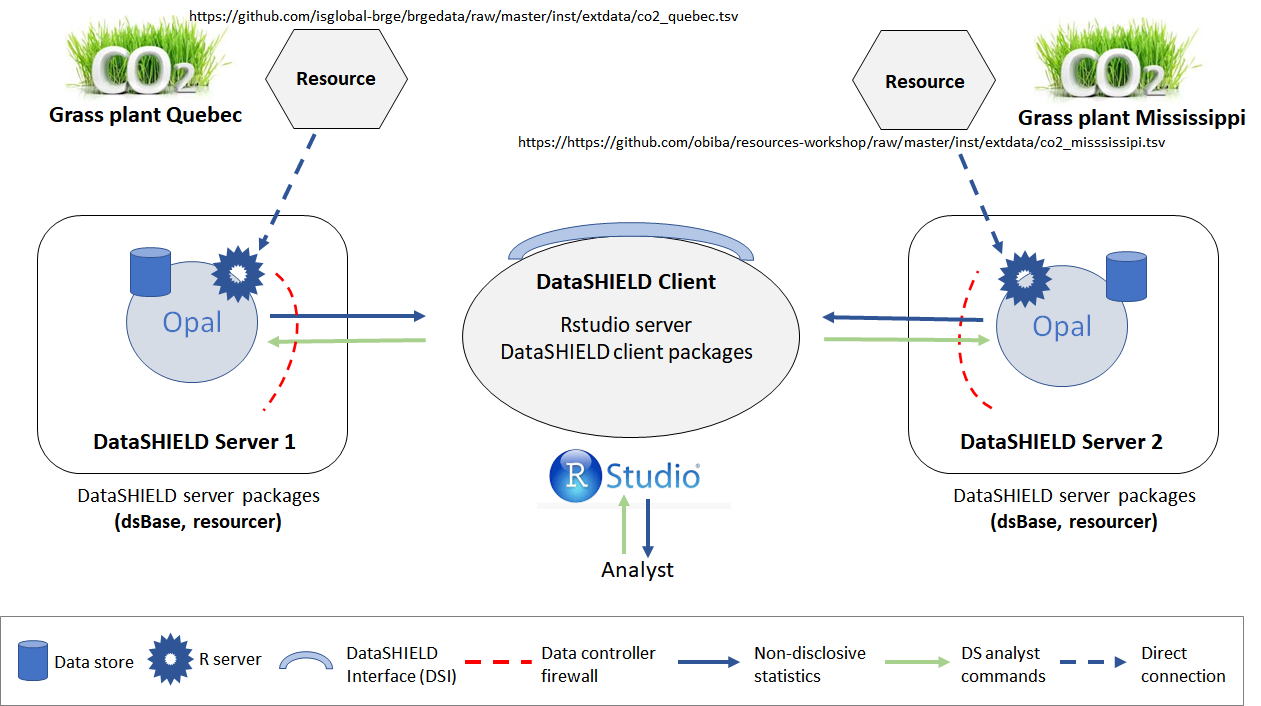 https://github.com/isglobal-brge/brgedata/raw/master/inst/extdata/co2_quebec.tsv
CO2
Resource
Grass plant Quebec
Resource
CO2
Grass plant Mississippi
https://https://github.com/obiba/resources-workshop/raw/master/inst/extdata/co2_misssissipi.tsv
Opal
DataSHIELD Server 1
DataSHIELD server packages
(dsBase, resourcer)
DataSHIELD Client
Rstudio server
DataSHIELD client packages
R Studio®
Analyst
Opal
DataSHIELD Server 2
DataSHIELD server packages
(dsBase, resourcer)
Data store
R server
DataSHIELD
Interface (DSI)
Data controller
firewall
Non-disclosive
statistics
DS analyst
commands
Direct
connection